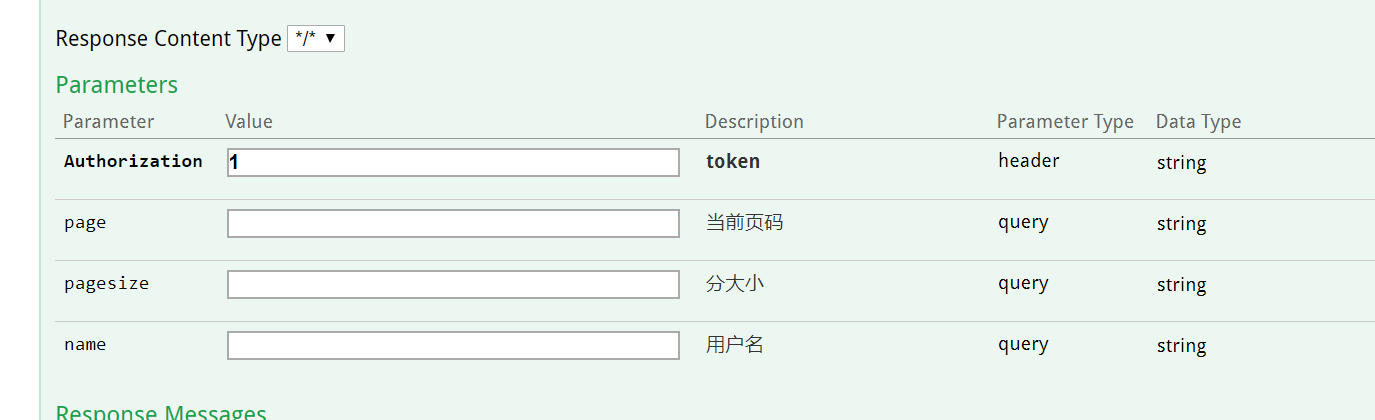 Response Content Type */* ▼
Parameters
Parameter Value Description Parameter Type Data Type
Authorization 1 token header string
page 当前页码 query string
pagesize 分大小 query string
name 用户名 query string
Response Messages